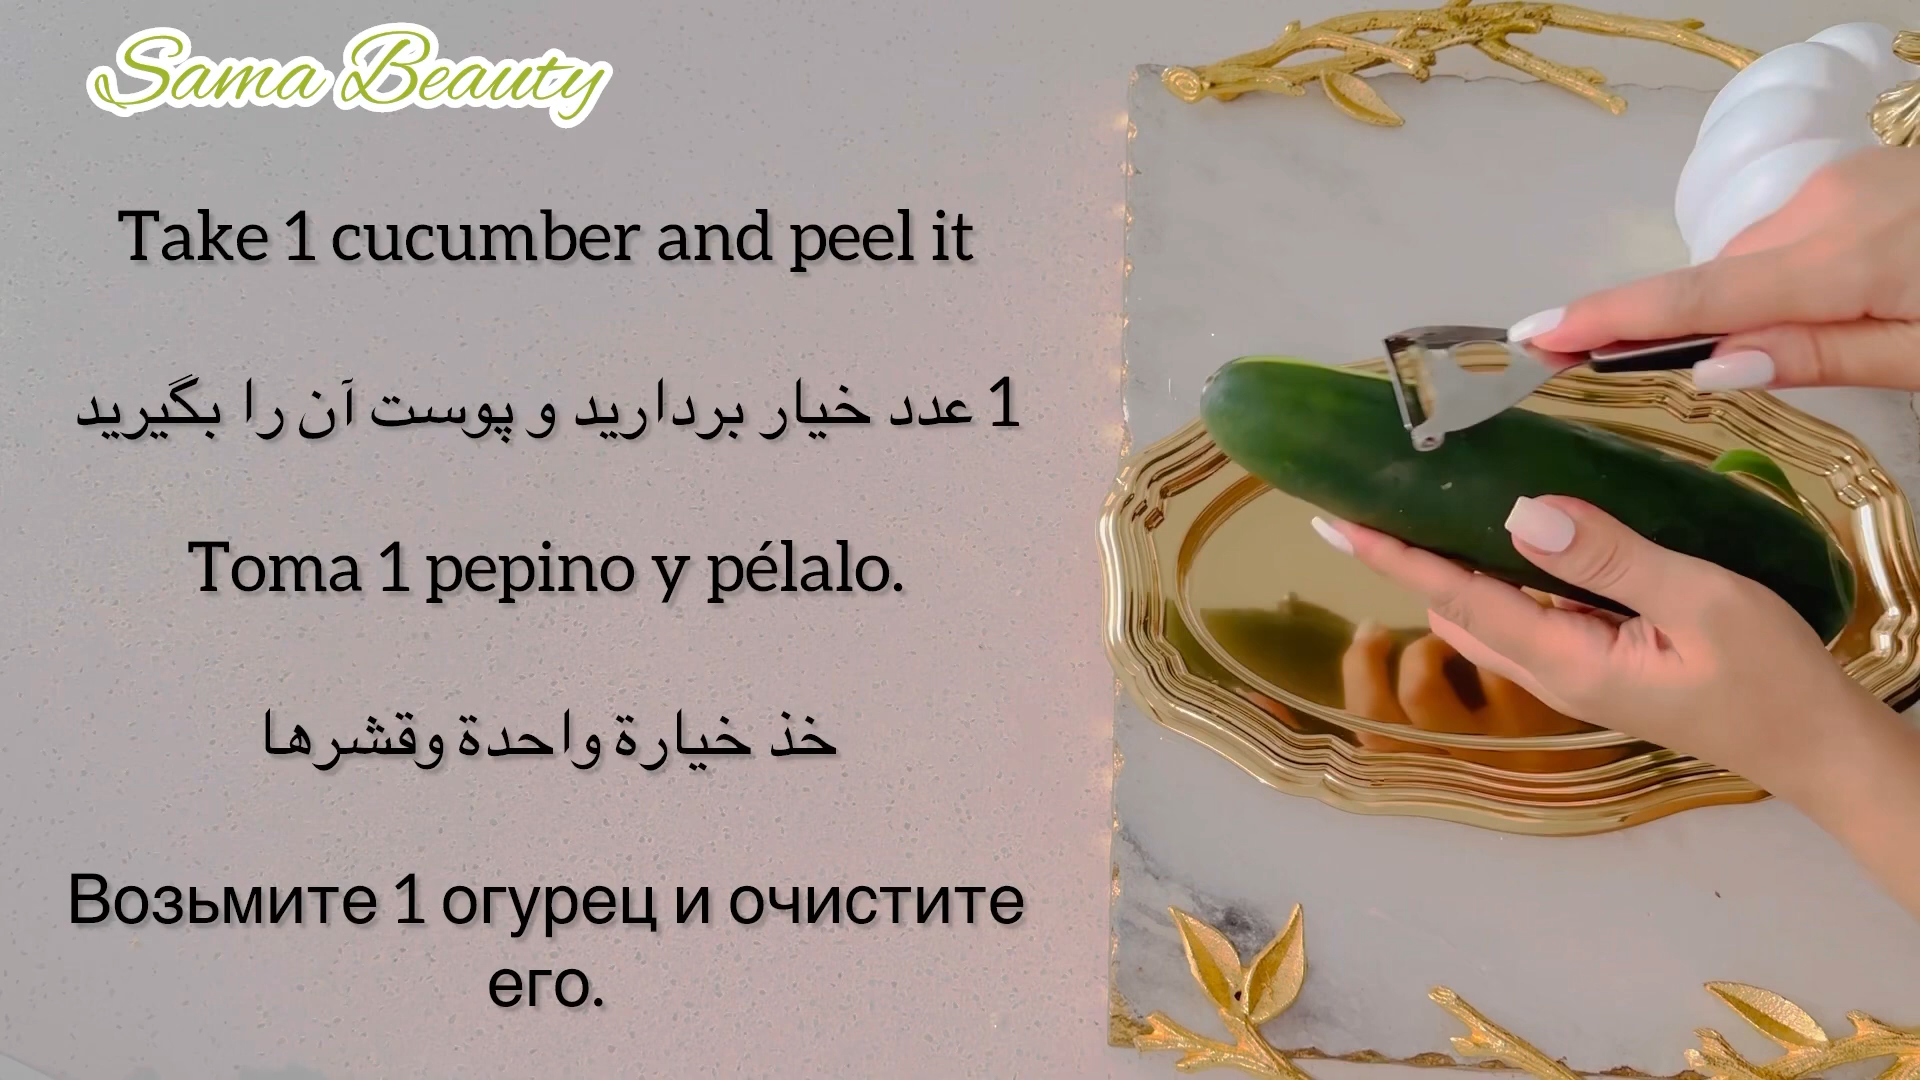 Sama Beauty
Take 1 cucumber and peel it
1 عدد خیار بردارید و پوست آن را بگیرید
Toma 1 pepino y pélalo.
خذ خيارة واحدة وقشرها
Возьмите 1 огурец и очистите
его.